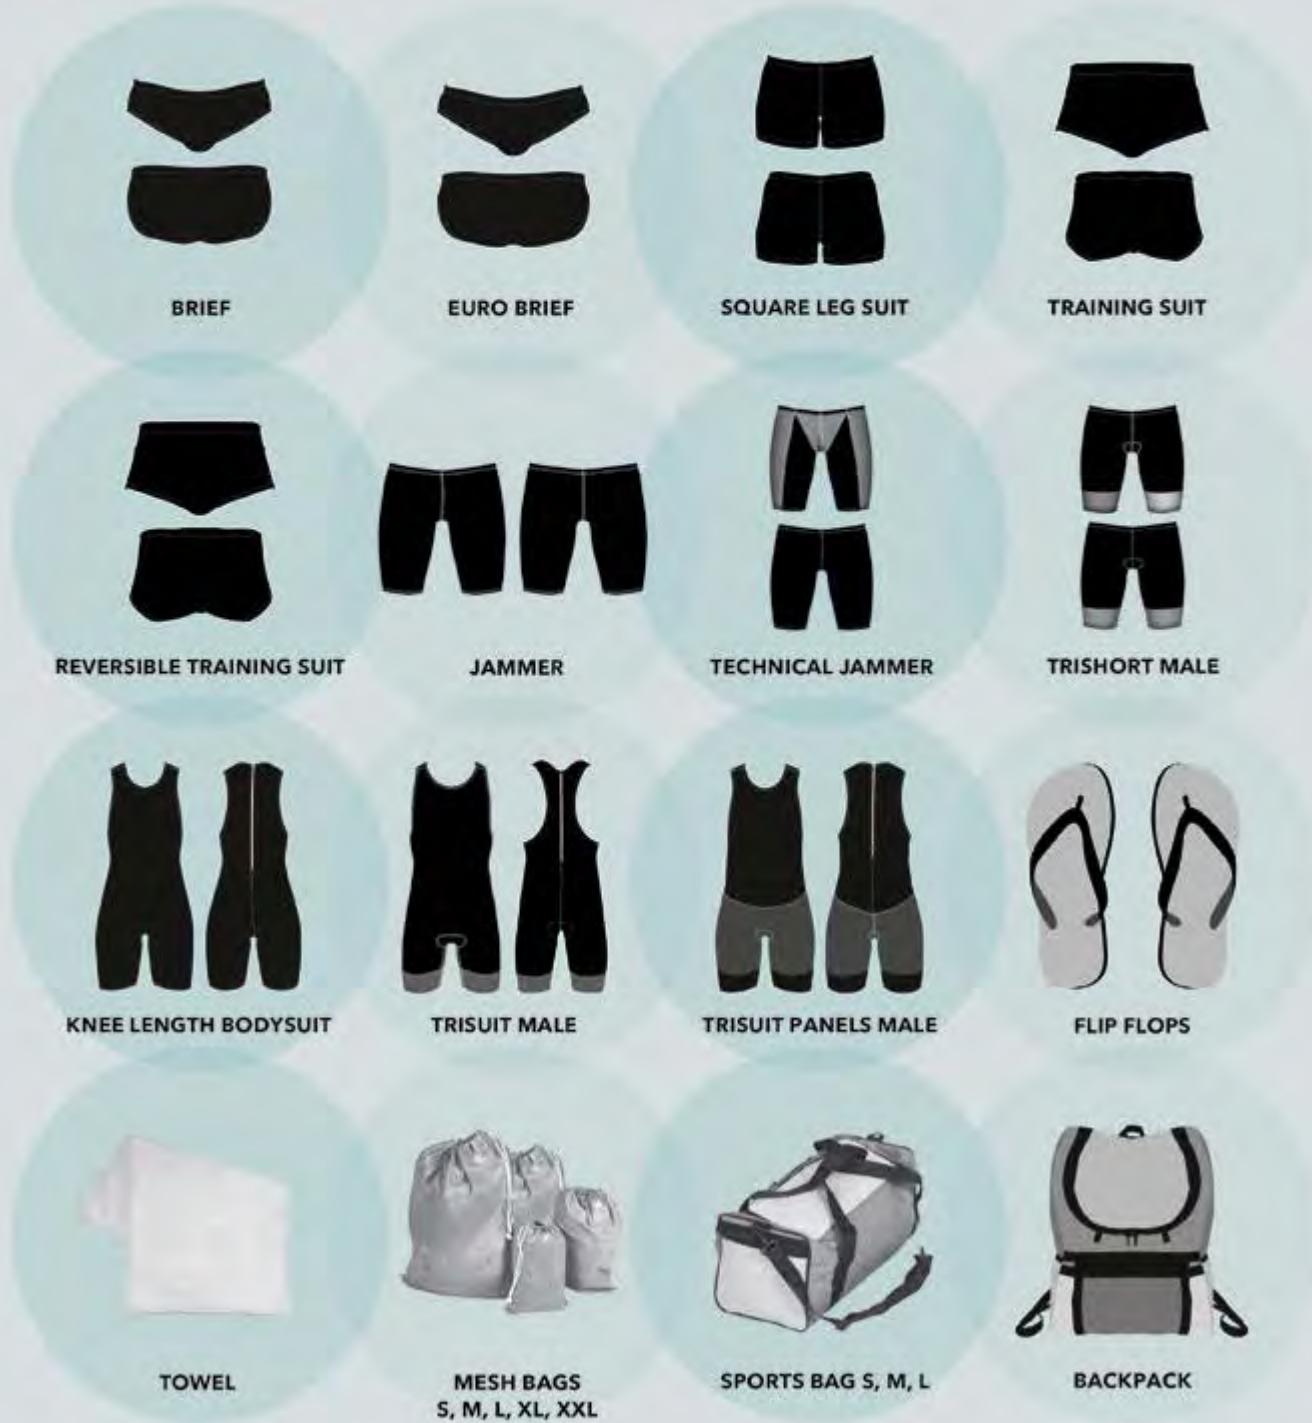 BRIEF
EURO BRIEF
SQUARE LEG SUIT
TRAINING SUIT
REVERSIBLE TRAINING SUIT
JAMMER
TECHNICAL JAMMER
TRISHORT MALE
KNEE LENGTH BODYSUIT
TRISUIT MALE
TRISUIT PANELS MALE
FLIP FLOPS
TOWEL
MESH BAGS
S, M, L, XL, XXL
SPORTS BAG S, M, L
BACKPACK